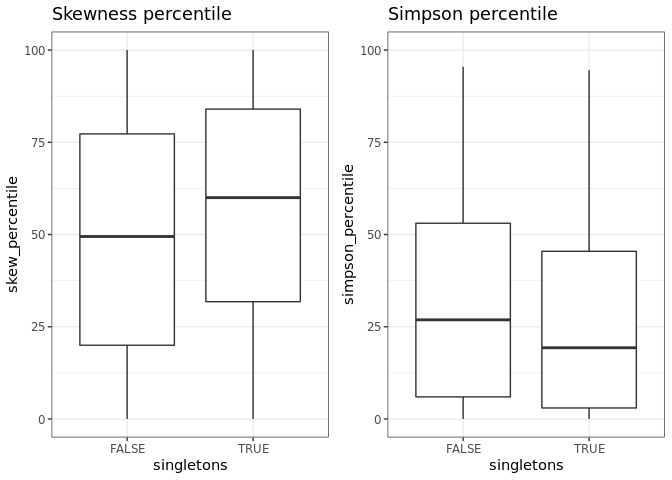 Skewness percentile
skew_percentile
100
75
50
25
0
FALSE TRUE
singletons
Simpson percentile
simpson_percentile
100
75
50
25
0
FALSE TRUE
singletons